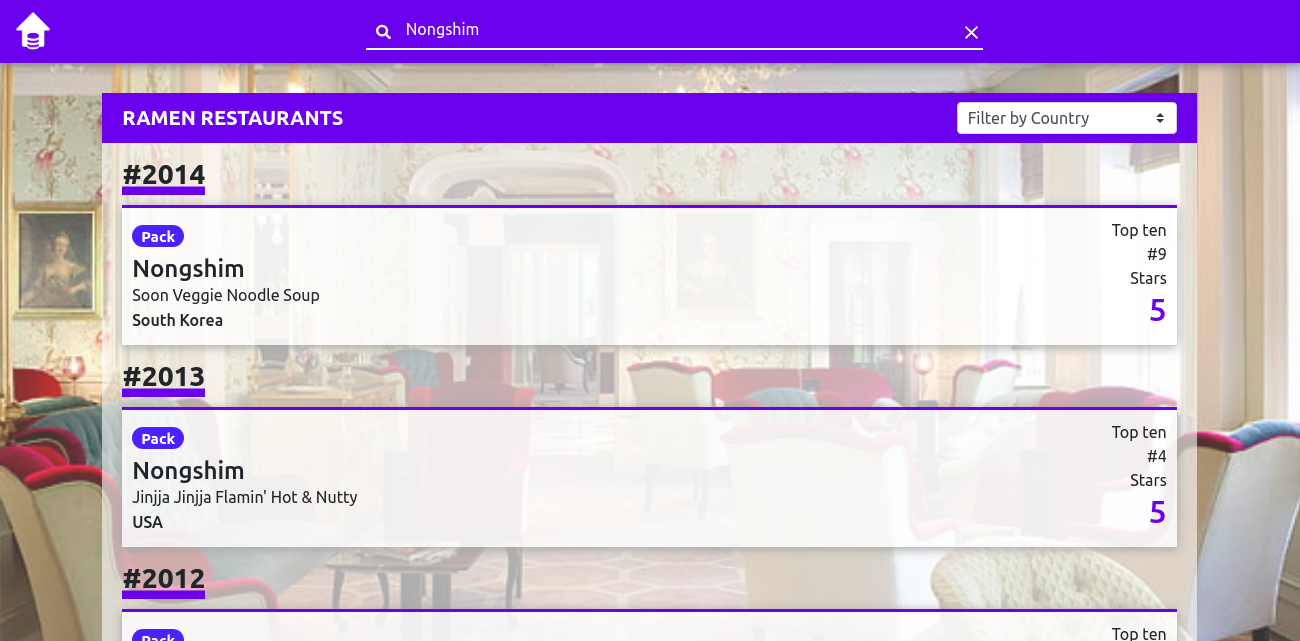 Nongshim
RAMEN RESTAURANTS
Filter by Country
#2014
Pack
Nongshim
Soon Veggie Noodle Soup
South Korea
Top ten
#9
Stars
5
#2013
Pack
Nongshim
Jinjja Jinjja Flamin' Hot & Nutty
USA
Top ten
#4
Stars
5
#2012
Pack
Top ten